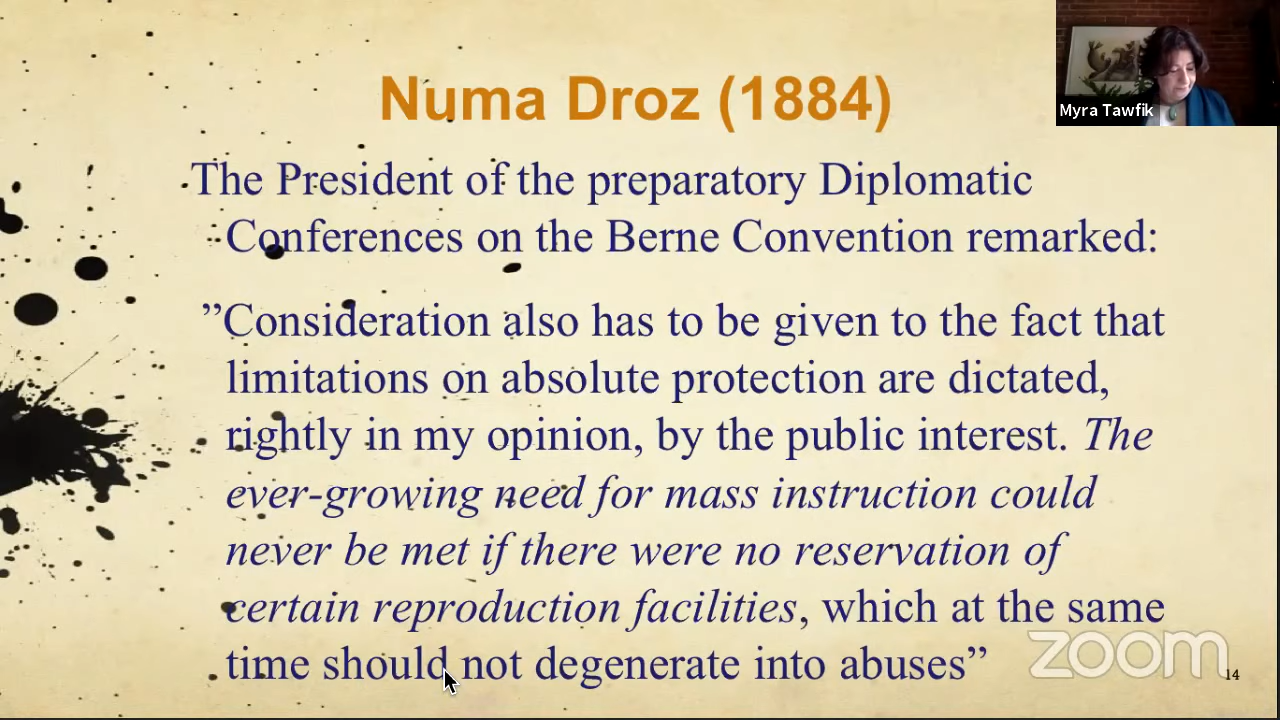 Numa Droz (1884)
Myra Tawfik
The President of the preparatory Diplomatic
Conferences on the Berne Convention remarked:
”Consideration also has to be given to the fact that
limitations on absolute protection are dictated,
rightly in my opinion, by the public interest. The
ever-growing need for mass instruction could
never be met if there were no reservation of
certain reproduction facilities, which at the same
time should not degenerate into abuses”
zoom
14